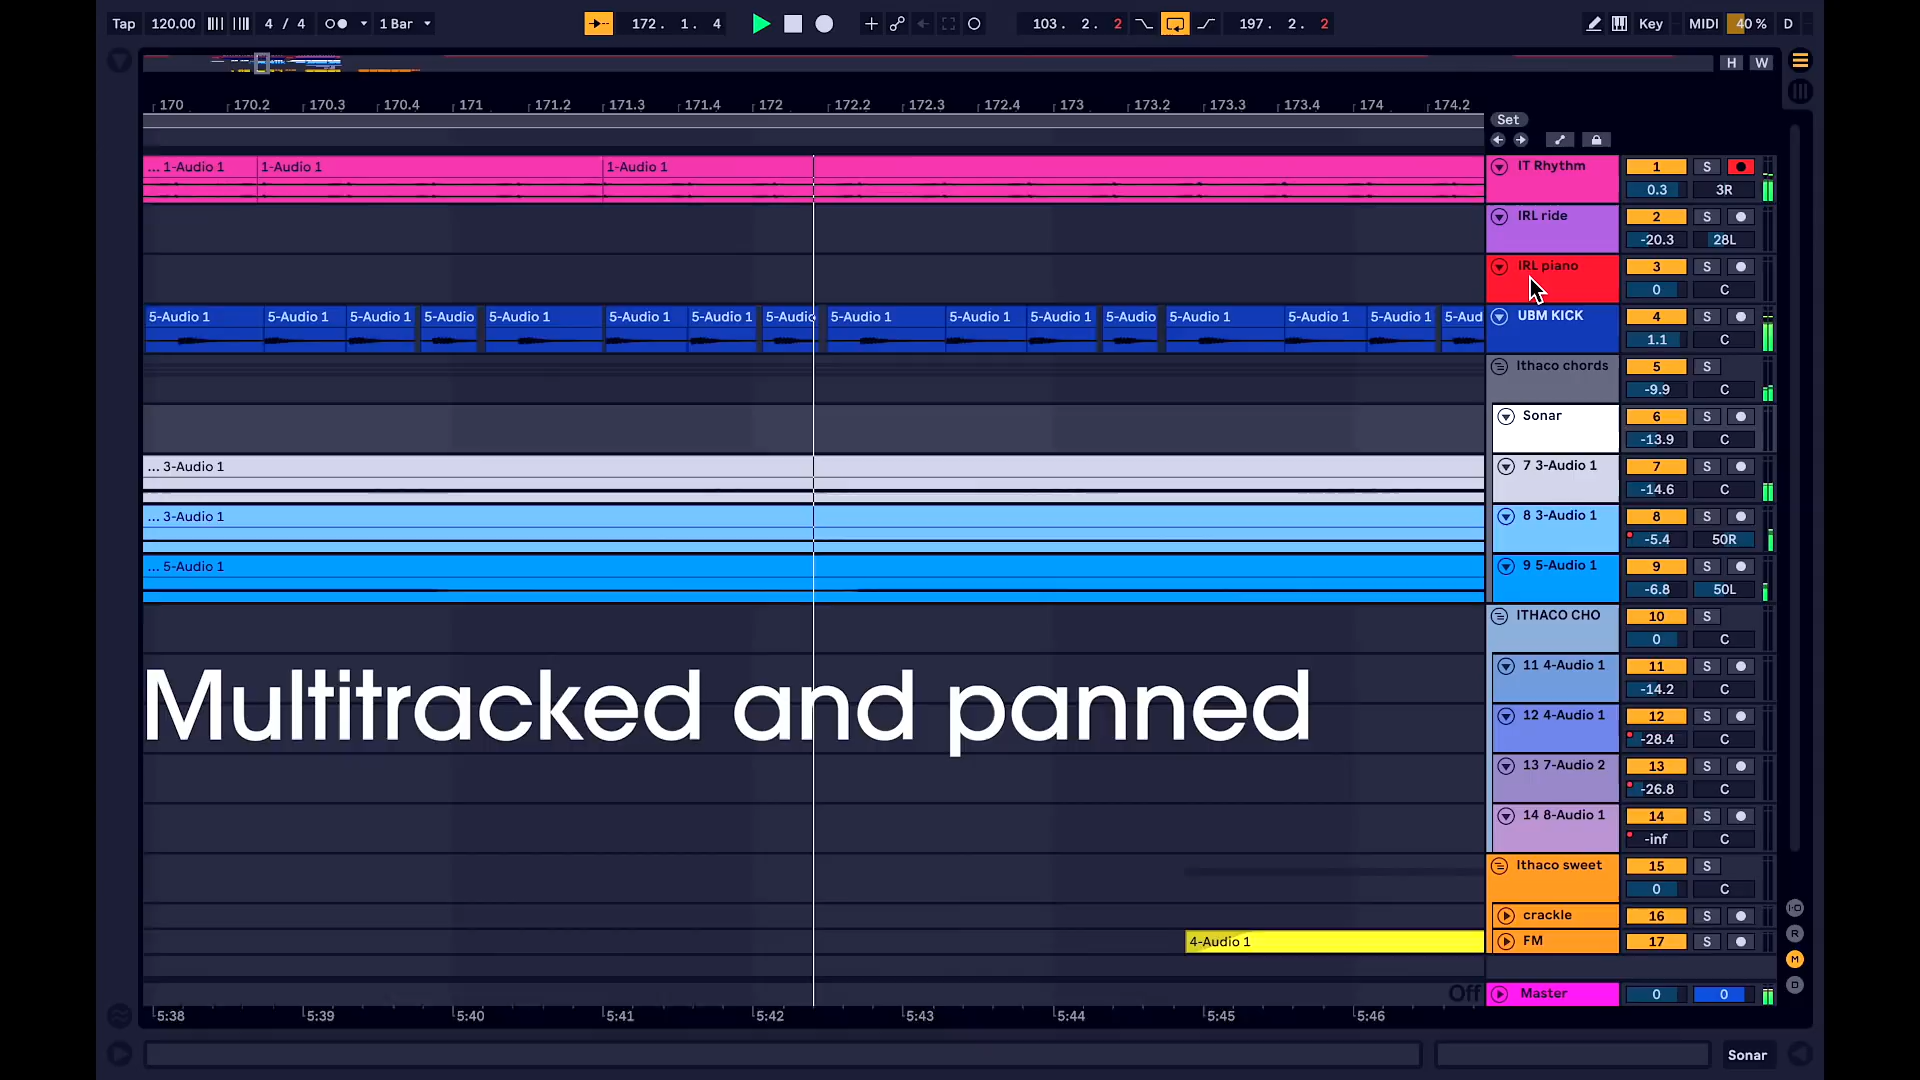 Tap 120.00 4 / 4 1 Bar 172. 1. 4 103. 2. 2 197. 2. 2 Key MIDI 40 % D
H W
170 170.2 170.3 170.4 171 171.2 171.3 171.4 172 172.2 172.3 172.4 173 173.2 173.3 173.4 174 174.2
Set
... 1-Audio 1 1-Audio 1 1-Audio 1 IT Rhythm 1 S
0.3 3R
IRL ride 2 S
-20.3 28L
IRL piano 3 S
0 C
5-Audio 1 5-Audio 1 5-Audio 1 5-Audio 5-Audio 1 5-Audio 1 5-Audio 1 5-Audic 5-Audio 1 5-Audio 1 5-Audio 1 5-Audio 5-Audio 1 5-Audio 1 5-Audio 1 5-Aud UBM KICK 4 S
1.1 C
Ithaco chords 5 S
-9.9 C
Sonar 6 S
-13.9 C
... 3-Audio 1 7 3-Audio 1 7 S
-14.6 C
... 3-Audio 1 8 3-Audio 1 8 S
-5.4 50R
... 5-Audio 1 9 5-Audio 1 9 S
-6.8 50L
ITHACO CHO 10 S
0 C
11 4-Audio 1 11 S
-14.2 C
Multitracked and panned
12 4-Audio 1 12 S
-28.4 C
13 7-Audio 2 13 S
-26.8 C
14 8-Audio 1 14 S
-inf C
Ithaco sweet 15 S
0 C
crackle 16 S
4-Audio 1 FM 17 S
I·O
R
M
D
Off Master 0 0
5:38 5:39 5:40 5:41 5:42 5:43 5:44 5:45 5:46
Sonar